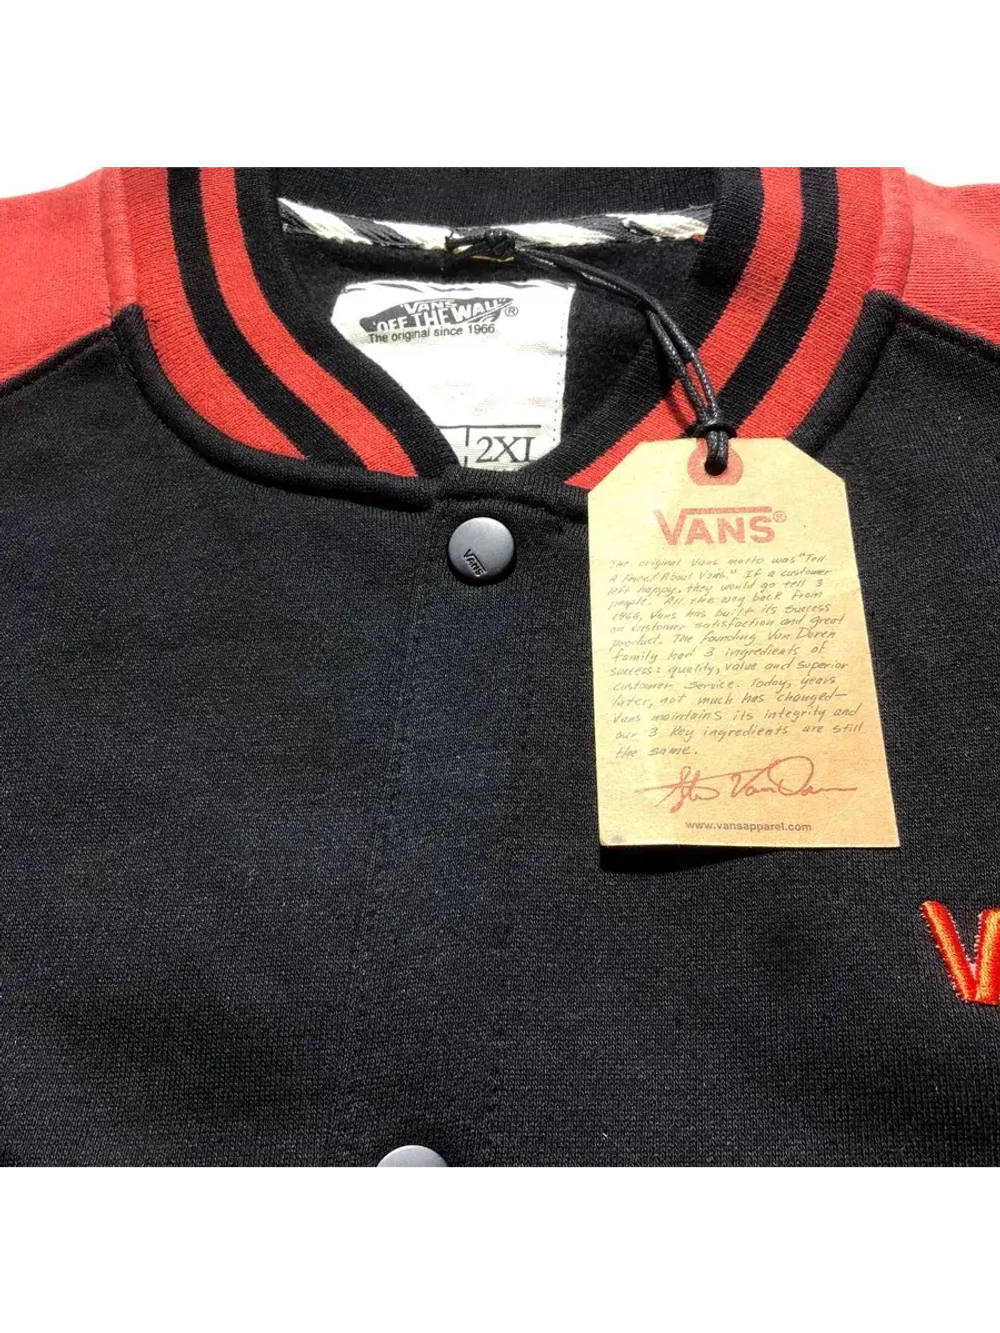 VANS
"OFF THE WALL"®
The original since 1966
2XL
VANS
VANS®
The original Vans motto was "Tell
A Friend About Vans." If a customer
left happy, they would go tell 3
people. All the way back from
1966, Vans has built its success
on customer satisfaction and great
product. The founding Van Doren
family had 3 ingredients of
success: quality, value and superior
customer service. Today, years
later, not much has changed—
Vans maintains its integrity and
our 3 key ingredients are still
the same.
Steve Van Doren
www.vansapparel.com
V